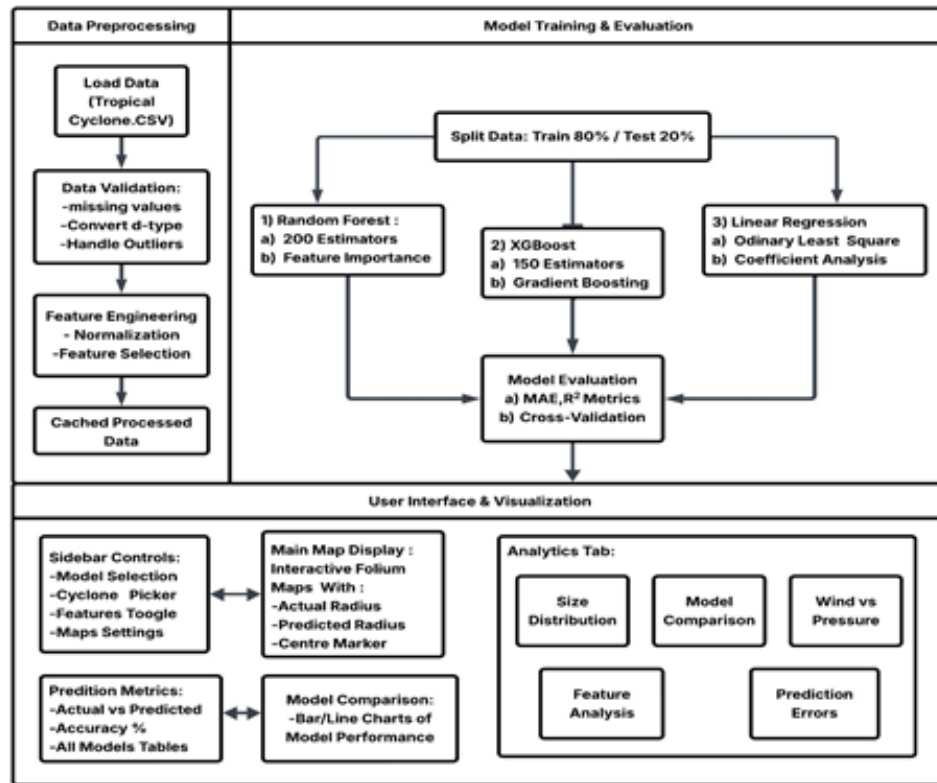 Data Preprocessing
Load Data
(Tropical
Cyclone.CSV)
Data Validation:
-missing values
-Convert d-type
-Handle Outliers
Feature Engineering
- Normalization
-Feature Selection
Cached Processed
Data
Model Training & Evaluation
Split Data: Train 80% / Test 20%
1) Random Forest :
a) 200 Estimators
b) Feature Importance
2) XGBoost
a) 150 Estimators
b) Gradient Boosting
3) Linear Regression
a) Odinary Least Square
b) Coefficient Analysis
Model Evaluation
a) MAE,R² Metrics
b) Cross-Validation
User Interface & Visualization
Sidebar Controls:
-Model Selection
-Cyclone Picker
-Features Toogle
-Maps Settings
Main Map Display :
Interactive Folium
Maps With :
-Actual Radius
-Predicted Radius
-Centre Marker
Predition Metrics:
-Actual vs Predicted
-Accuracy %
-All Models Tables
Model Comparison:
-Bar/Line Charts of
Model Performance
Analytics Tab:
Size
Distribution
Model
Comparison
Wind vs
Pressure
Feature
Analysis
Prediction
Errors